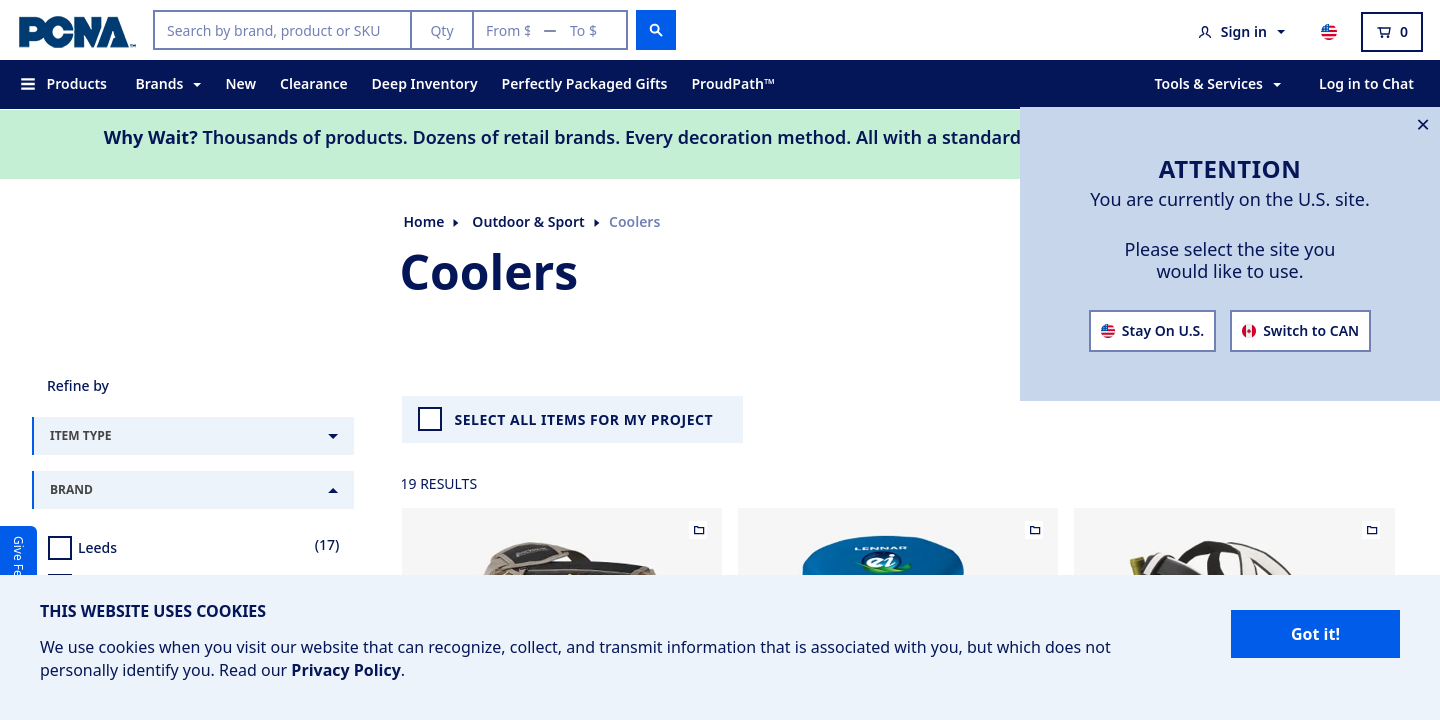 PCNA
Search by brand, product or SKU
Qty
From $ — To $
Sign in
0
Products
Brands
New
Clearance
Deep Inventory
Perfectly Packaged Gifts
ProudPath™
Tools & Services
Log in to Chat
Why Wait? Thousands of products. Dozens of retail brands. Every decoration method. All with a standard
ATTENTION
You are currently on the U.S. site.
Please select the site you
would like to use.
Stay On U.S.
Switch to CAN
Home
Outdoor & Sport
Coolers
Coolers
Refine by
ITEM TYPE
BRAND
Leeds
(17)
Give Fe
SELECT ALL ITEMS FOR MY PROJECT
19 RESULTS
LENNAR
ei
THIS WEBSITE USES COOKIES
We use cookies when you visit our website that can recognize, collect, and transmit information that is associated with you, but which does not
personally identify you. Read our Privacy Policy.
Got it!